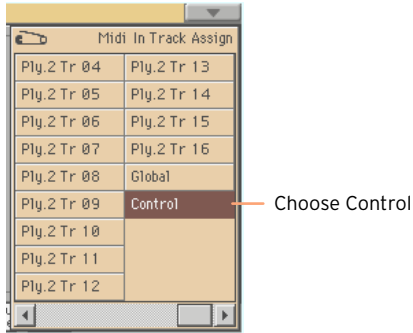 Midi In Track Assign
Ply.2 Tr 04 Ply.2 Tr 13
Ply.2 Tr 05 Ply.2 Tr 14
Ply.2 Tr 06 Ply.2 Tr 15
Ply.2 Tr 07 Ply.2 Tr 16
Ply.2 Tr 08 Global
Ply.2 Tr 09 Control Choose Control
Ply.2 Tr 10
Ply.2 Tr 11
Ply.2 Tr 12